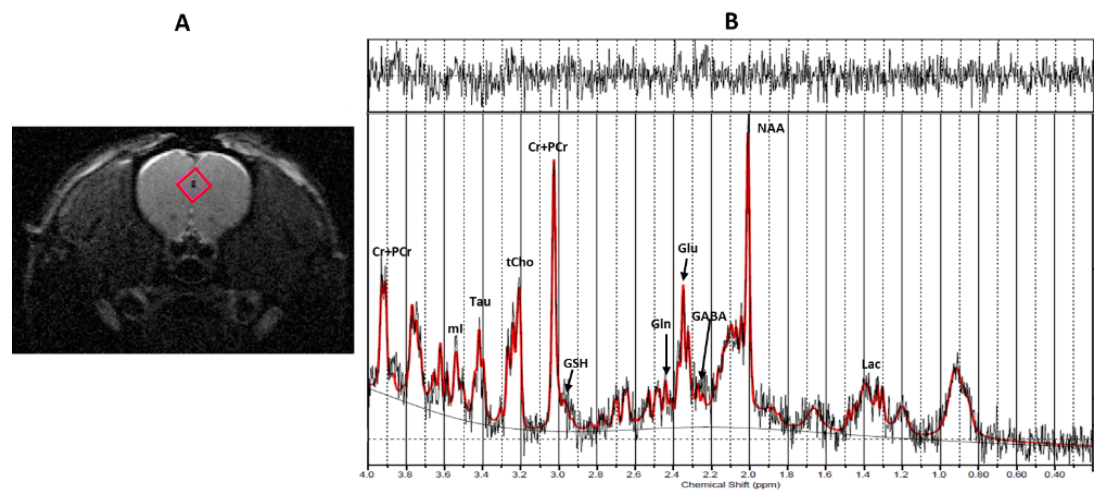 A
B
NAA
Cr+PCr
Cr+PCr
tCho
Glu
Tau
GABA
mI
Gln
GSH
Lac
4.0 3.8 3.6 3.4 3.2 3.1 3.0 2.8 2.6 2.4 2.2 2.0 1.8 1.6 1.4 1.2 1.0 0.80 0.60 0.40
Chemical Shift (ppm)